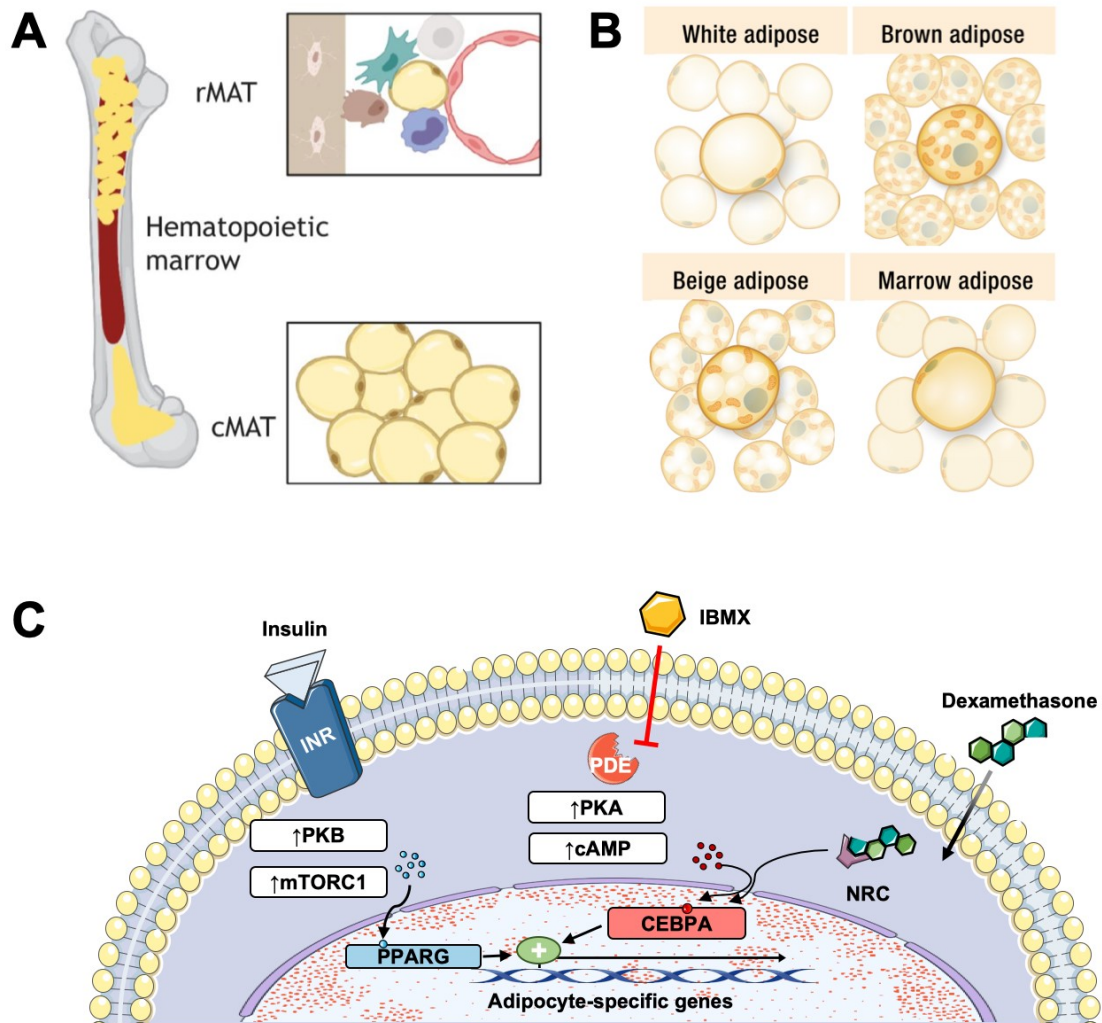 A
rMAT
Hematopoietic
marrow
cMAT
B
White adipose
Brown adipose
Beige adipose
Marrow adipose
C
Insulin
INR
↑PKB
↑mTORC1
IBMX
PDE
↑PKA
↑cAMP
Dexamethasone
NRC
CEBPA
PPARG
+
Adipocyte-specific genes